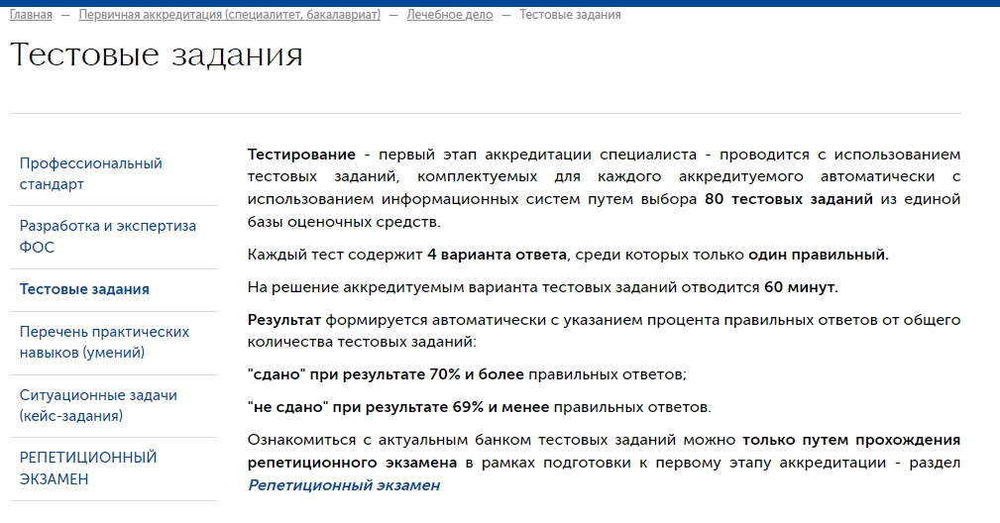 Главная — Первичная аккредитация (специалитет, бакалавриат) — Лечебное дело — Тестовые задания
Тестовые задания
Профессиональный
стандарт
Разработка и экспертиза
ФОС
Тестовые задания
Перечень практических
навыков (умений)
Ситуационные задачи
(кейс-задания)
РЕПЕТИЦИОННЫЙ
ЭКЗАМЕН
Тестирование - первый этап аккредитации специалиста - проводится с использованием
тестовых заданий, комплектуемых для каждого аккредитуемого автоматически с
использованием информационных систем путем выбора 80 тестовых заданий из единой
базы оценочных средств.
Каждый тест содержит 4 варианта ответа, среди которых только один правильный.
На решение аккредитуемым варианта тестовых заданий отводится 60 минут.
Результат формируется автоматически с указанием процента правильных ответов от общего
количества тестовых заданий:
"сдано" при результате 70% и более правильных ответов;
"не сдано" при результате 69% и менее правильных ответов.
Ознакомиться с актуальным банком тестовых заданий можно только путем прохождения
репетиционного экзамена в рамках подготовки к первому этапу аккредитации - раздел
Репетиционный экзамен